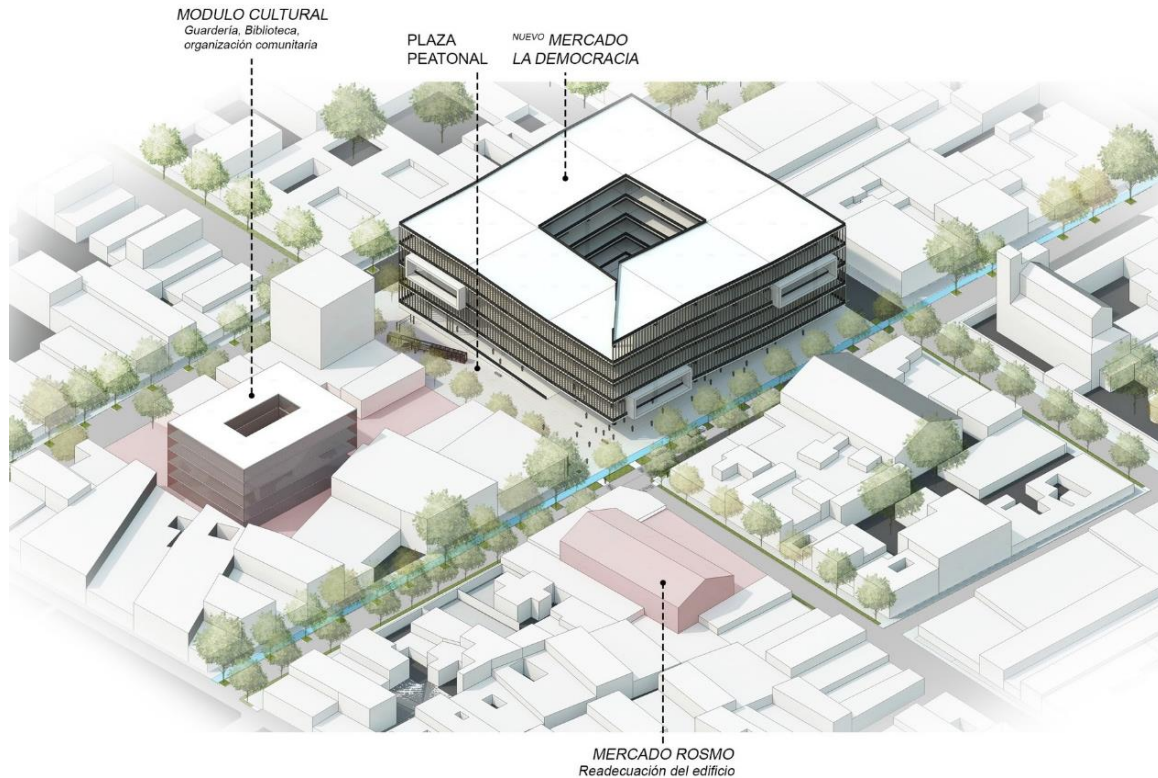 MODULO CULTURAL
Guardería, Biblioteca,
organización comunitaria
PLAZA
PEATONAL
NUEVO MERCADO
LA DEMOCRACIA
MERCADO ROSMO
Readecuación del edificio